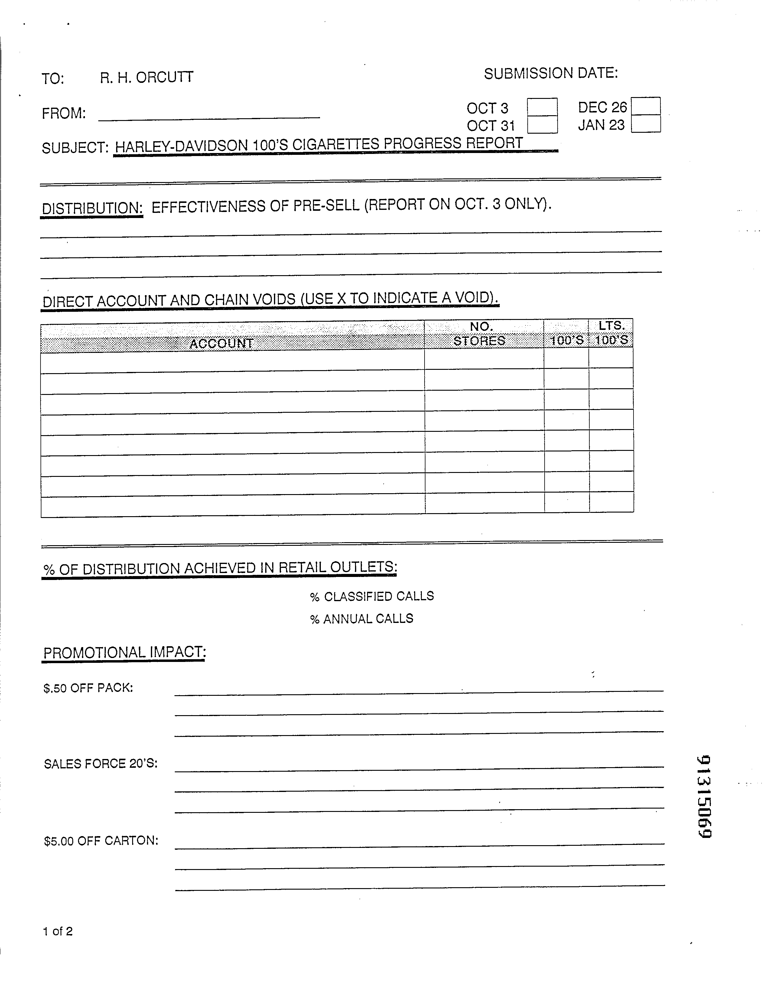 TO: R. H. ORCUTT
SUBMISSION DATE:
FROM:
OCT 3 DEC 26
OCT 31 JAN 23
SUBJECT: HARLEY-DAVIDSON 100'S CIGARETTES PROGRESS REPORT
DISTRIBUTION: EFFECTIVENESS OF PRE-SELL (REPORT ON OCT. 3 ONLY).
DIRECT ACCOUNT AND CHAIN VOIDS (USE X TO INDICATE A VOID).
NO. LTS.
ACCOUNT STORES 100'S 100'S
% OF DISTRIBUTION ACHIEVED IN RETAIL OUTLETS:
% CLASSIFIED CALLS
% ANNUAL CALLS
PROMOTIONAL IMPACT:
$.50 OFF PACK:
SALES FORCE 20'S:
$5.00 OFF CARTON:
91315069
1 of 2